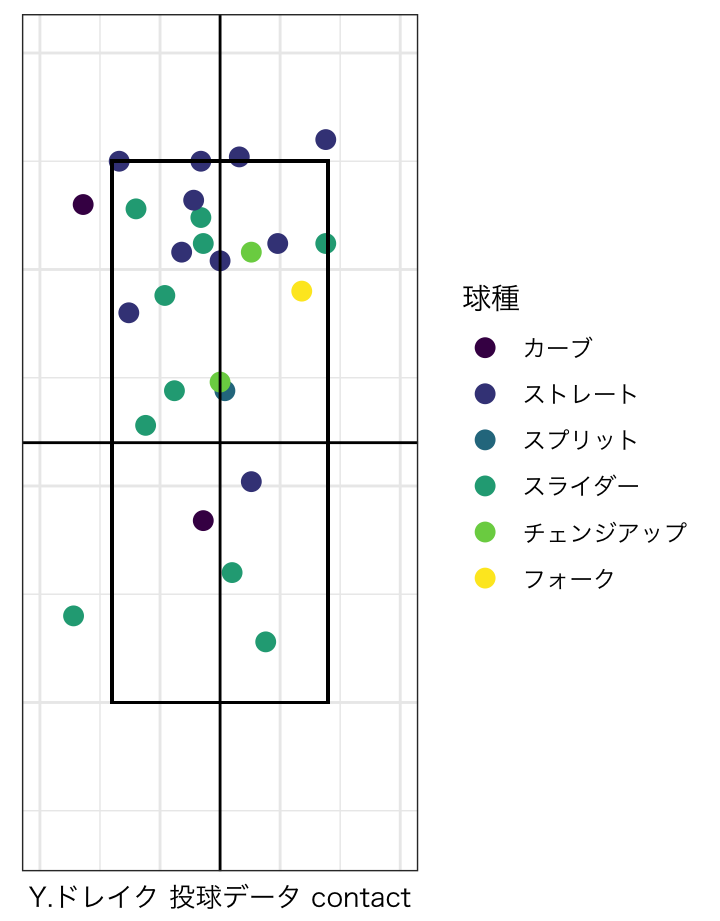 球種
カーブ
ストレート
スプリット
スライダー
チェンジアップ
フォーク
Y.ドレイク 投球データ contact